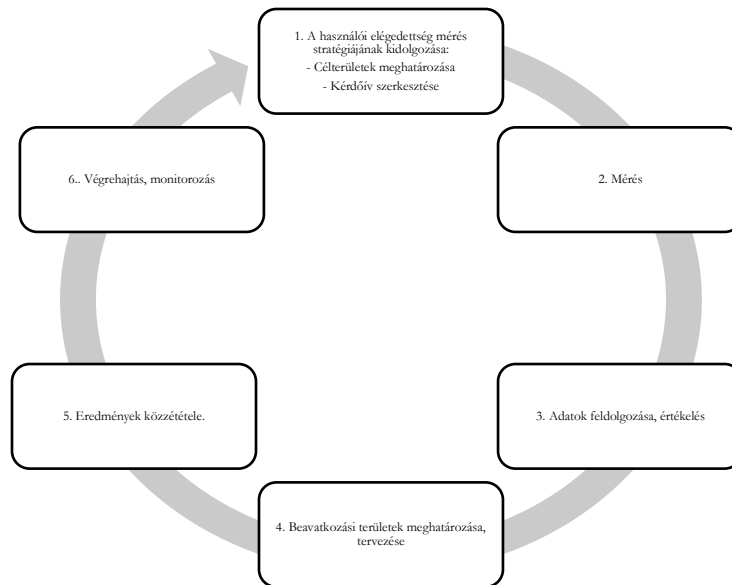 1. A használói elégedettség mérés
stratégiájának kidolgozása:
- Célterületek meghatározása
- Kérdőív szerkesztése
2. Mérés
3. Adatok feldolgozása, értékelés
4. Beavatkozási területek meghatározása,
tervezése
5. Eredmények közzététele.
6.. Végrehajtás, monitorozás